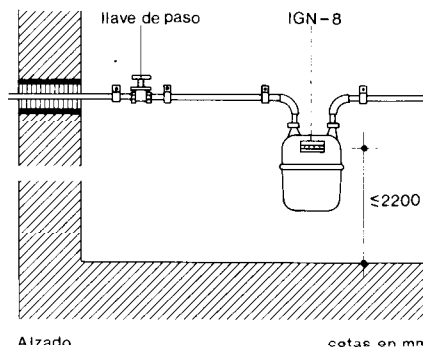 llave de paso
IGN-8
≤2200
Alzado
cotas en mm